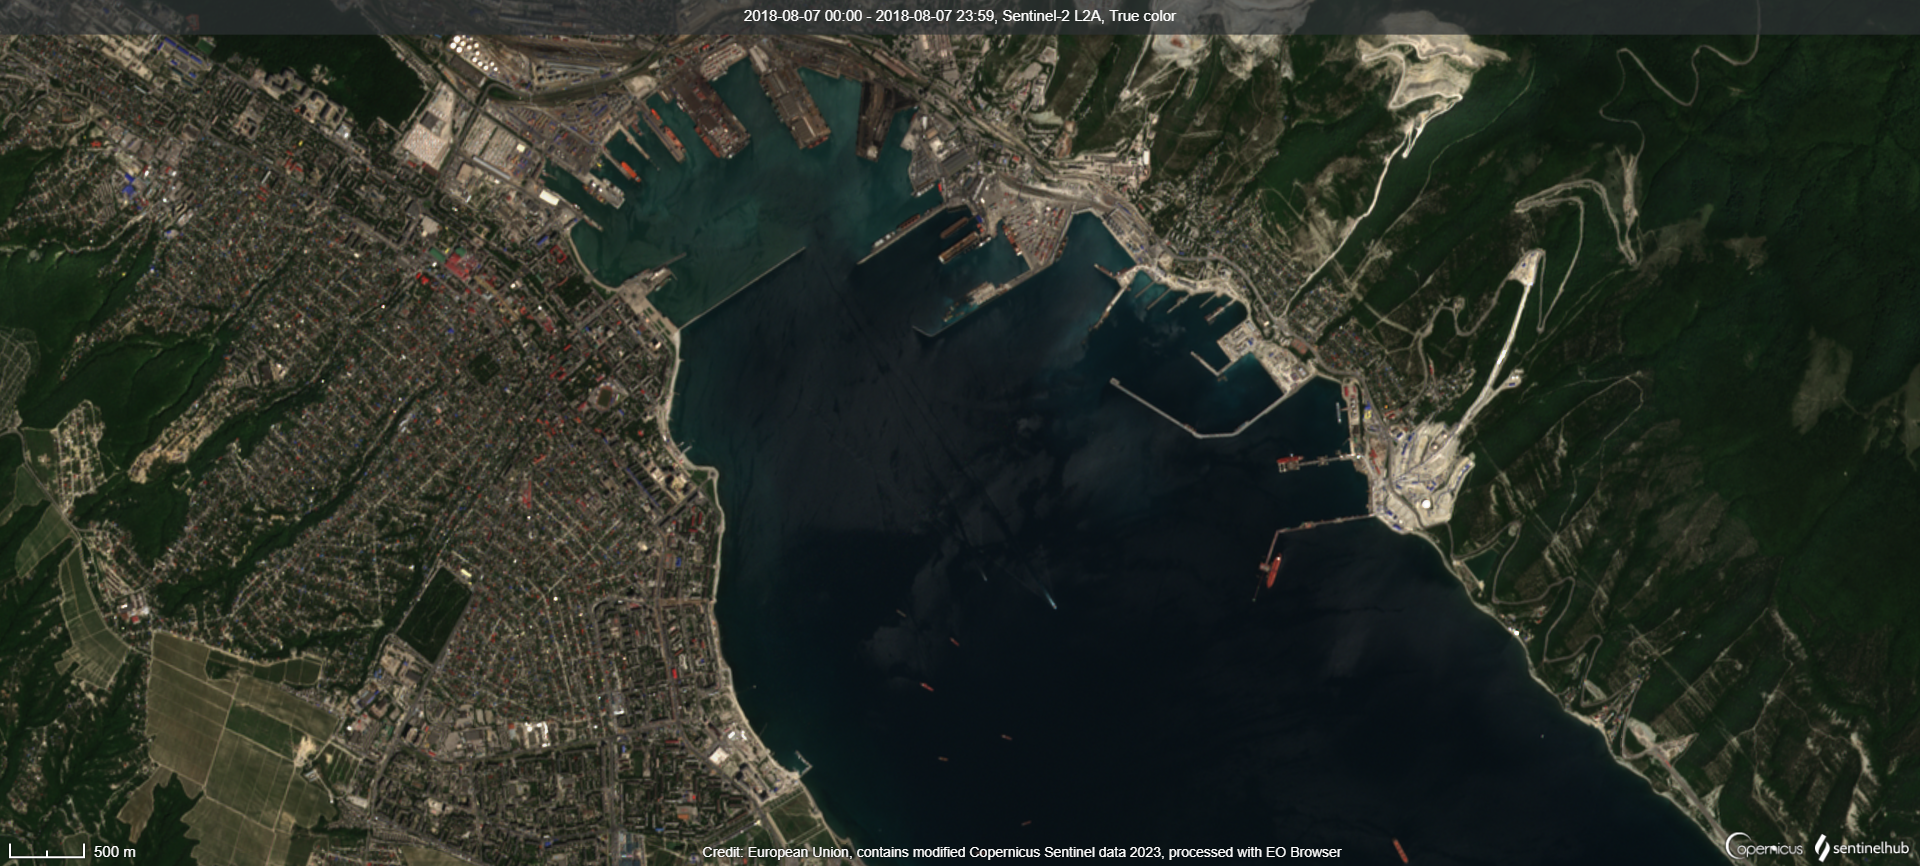 2018-08-07 00:00 - 2018-08-07 23:59, Sentinel-2 L2A, True color
500 m
Credit: European Union, contains modified Copernicus Sentinel data 2023, processed with EO Browser
opernicus
sentinelhub